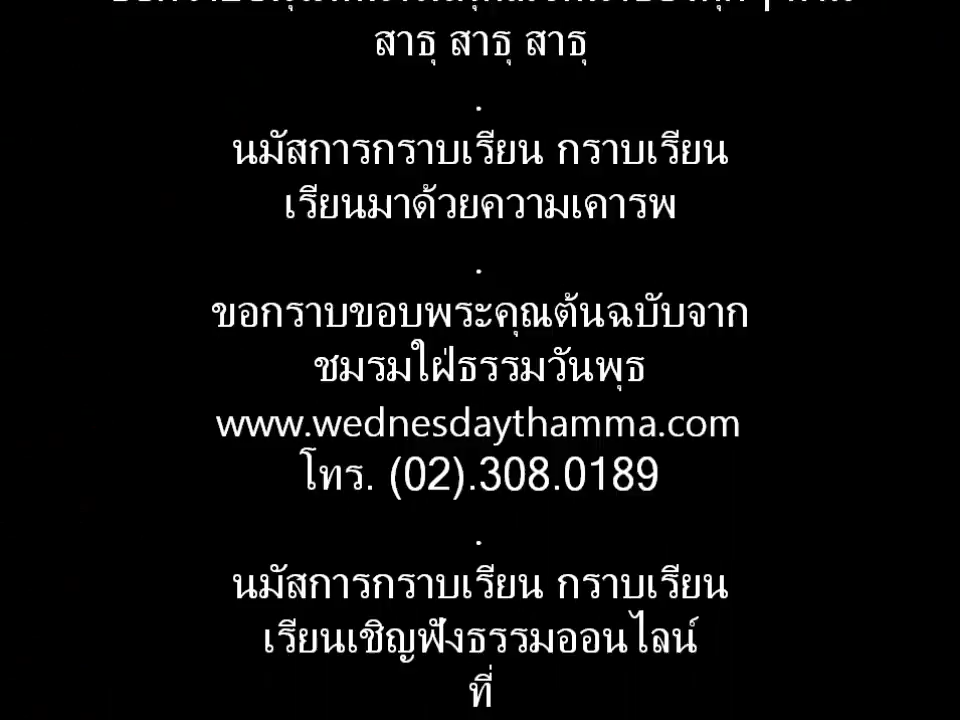 สาธุ สาธุ สาธุ
.
นมัสการกราบเรียน กราบเรียน
เรียนมาด้วยความเคารพ
.
ขอกราบขอบพระคุณต้นฉบับจาก
ชมรมใฝ่ธรรมวันพุธ
www.wednesdaythamma.com
โทร. (02).308.0189
.
นมัสการกราบเรียน กราบเรียน
เรียนเชิญฟังธรรมออนไลน์
ที่